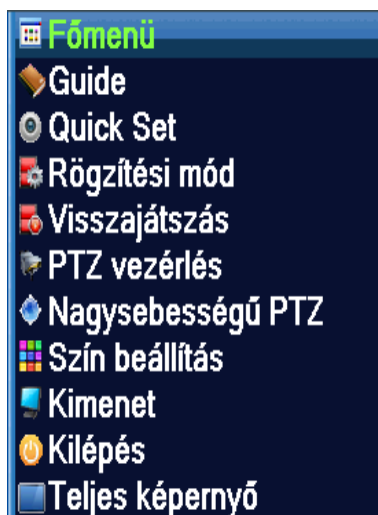 Főmenü
Guide
Quick Set
Rögzítési mód
Visszajátszás
PTZ vezérlés
Nagysebességű PTZ
Szín beállítás
Kimenet
Kilépés
Teljes képernyő